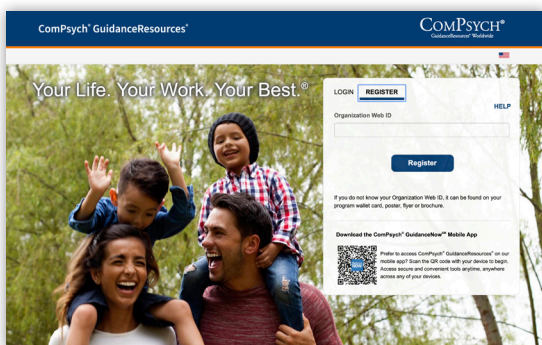 ComPsych® GuidanceResources®
COMPSYCH®
GuidanceResources® Worldwide
Your Life. Your Work. Your Best.®
LOGIN REGISTER
HELP
Organization Web ID
Register
If you do not know your Organization Web ID, it can be found on your
program wallet card, poster, flyer or brochure.
Download the ComPsych® GuidanceNow℠ Mobile App
Prefer to access ComPsych® GuidanceResources® on our
mobile app? Scan the QR code with your device to begin.
Access secure and convenient tools anytime, anywhere
across any of your devices.